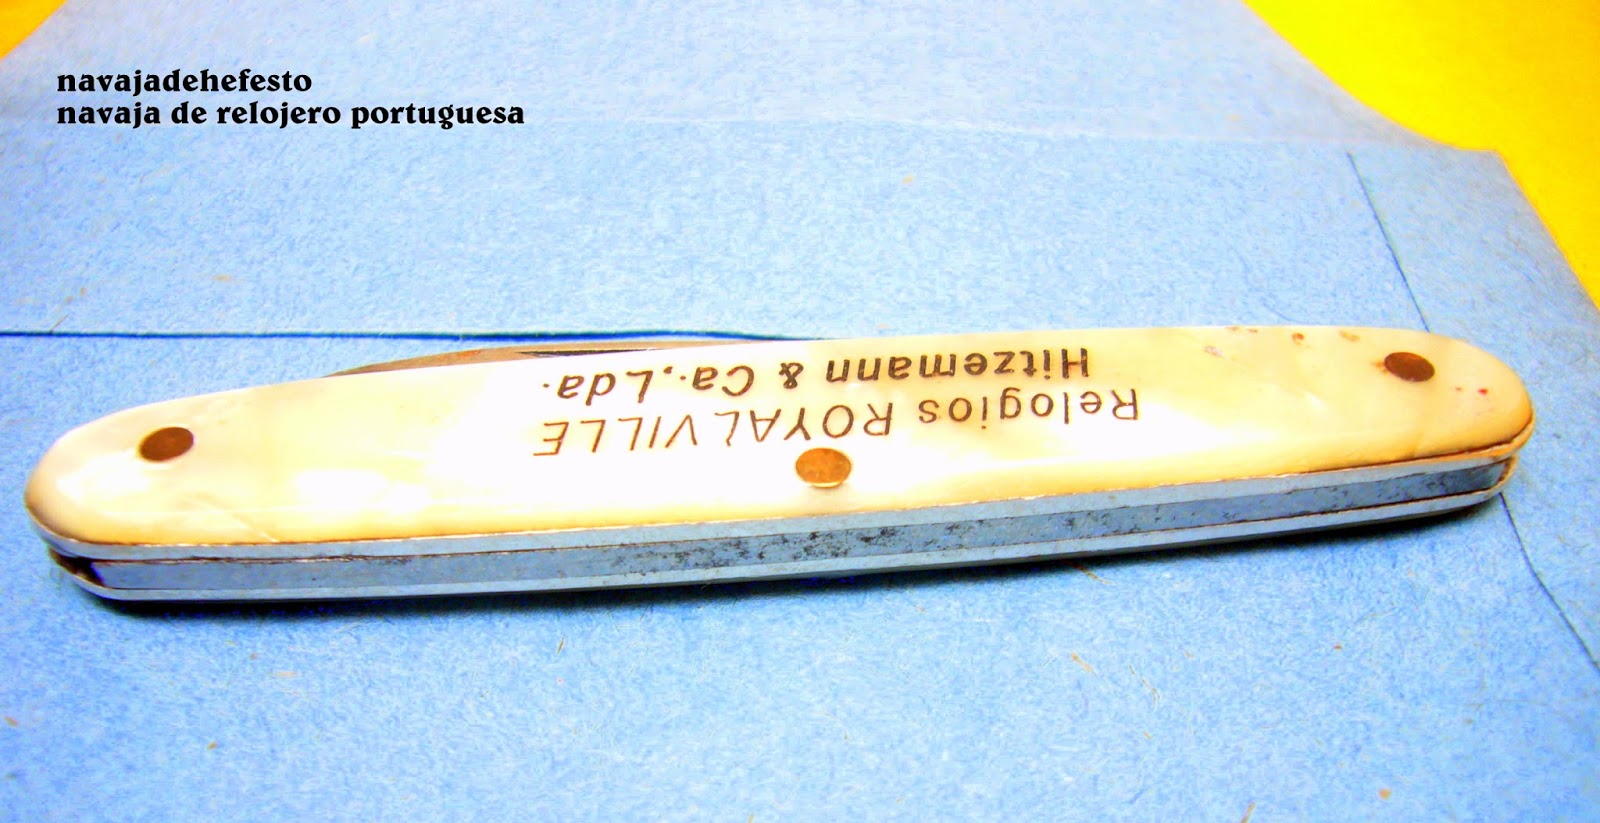 navajadehefesto
navaja de relojero portuguesa
Relogios ROYAL VILLE
Hitzemann & Ca.,Lda.